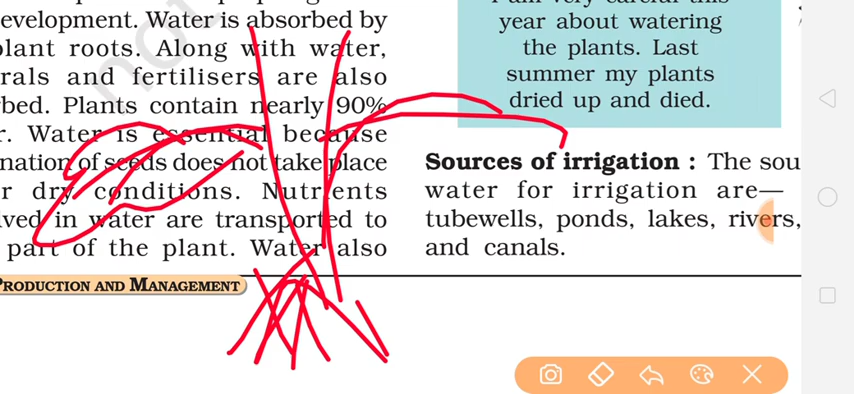 evelopment. Water is absorbed by
plant roots. Along with water,
rals and fertilisers are also
bed. Plants contain nearly 90%
r. Water is essential because
nation of seeds does not take place
r dry conditions. Nutrients
ved in water are transported to
part of the plant. Water also
PRODUCTION AND MANAGEMENT
year about watering
the plants. Last
summer my plants
dried up and died.
Sources of irrigation : The sou
water for irrigation are—
tubewells, ponds, lakes, rivers,
and canals.